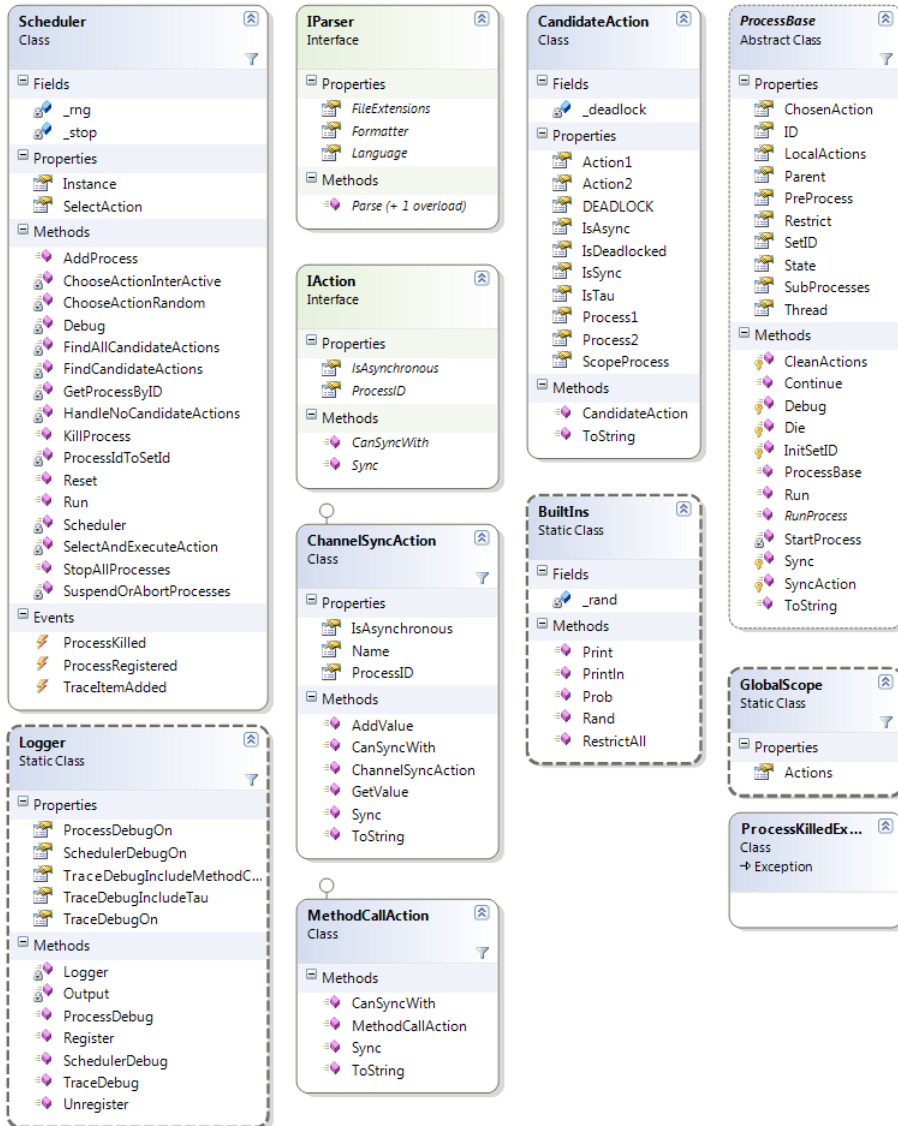 Scheduler
Class
Fields
_rng
_stop
Properties
Instance
SelectAction
Methods
AddProcess
ChooseActionInterActive
ChooseActionRandom
Debug
FindAllCandidateActions
FindCandidateActions
GetProcessByID
HandleNoCandidateActions
KillProcess
ProcessIdToSetId
Reset
Run
Scheduler
SelectAndExecuteAction
StopAllProcesses
SuspendOrAbortProcesses
Events
ProcessKilled
ProcessRegistered
TraceItemAdded
Logger
Static Class
Properties
ProcessDebugOn
SchedulerDebugOn
TraceDebugIncludeMethodC...
TraceDebugIncludeTau
TraceDebugOn
Methods
Logger
Output
ProcessDebug
Register
SchedulerDebug
TraceDebug
Unregister
IParser
Interface
Properties
FileExtensions
Formatter
Language
Methods
Parse (+ 1 overload)
IAction
Interface
Properties
IsAsynchronous
ProcessID
Methods
CanSyncWith
Sync
ChannelSyncAction
Class
Properties
IsAsynchronous
Name
ProcessID
Methods
AddValue
CanSyncWith
ChannelSyncAction
GetValue
Sync
ToString
MethodCallAction
Class
Methods
CanSyncWith
MethodCallAction
Sync
ToString
CandidateAction
Class
Fields
_deadlock
Properties
Action1
Action2
DEADLOCK
IsAsync
IsDeadlocked
IsSync
IsTau
Process1
Process2
ScopeProcess
Methods
CandidateAction
ToString
BuiltIns
Static Class
Fields
_rand
Methods
Print
Println
Prob
Rand
RestrictAll
ProcessBase
Abstract Class
Properties
ChosenAction
ID
LocalActions
Parent
PreProcess
Restrict
SetID
State
SubProcesses
Thread
Methods
CleanActions
Continue
Debug
Die
InitSetID
ProcessBase
Run
RunProcess
StartProcess
Sync
SyncAction
ToString
GlobalScope
Static Class
Properties
Actions
ProcessKilledEx...
Class
Exception